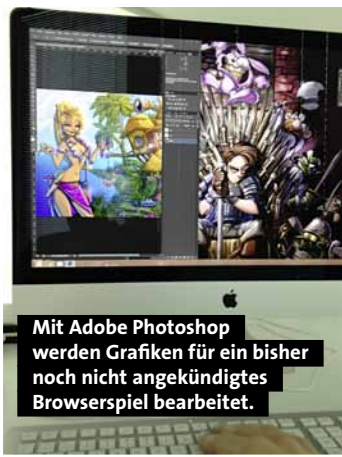 Mit Adobe Photoshop
werden Grafiken für ein bisher
noch nicht angekündigtes
Browserspiel bearbeitet.